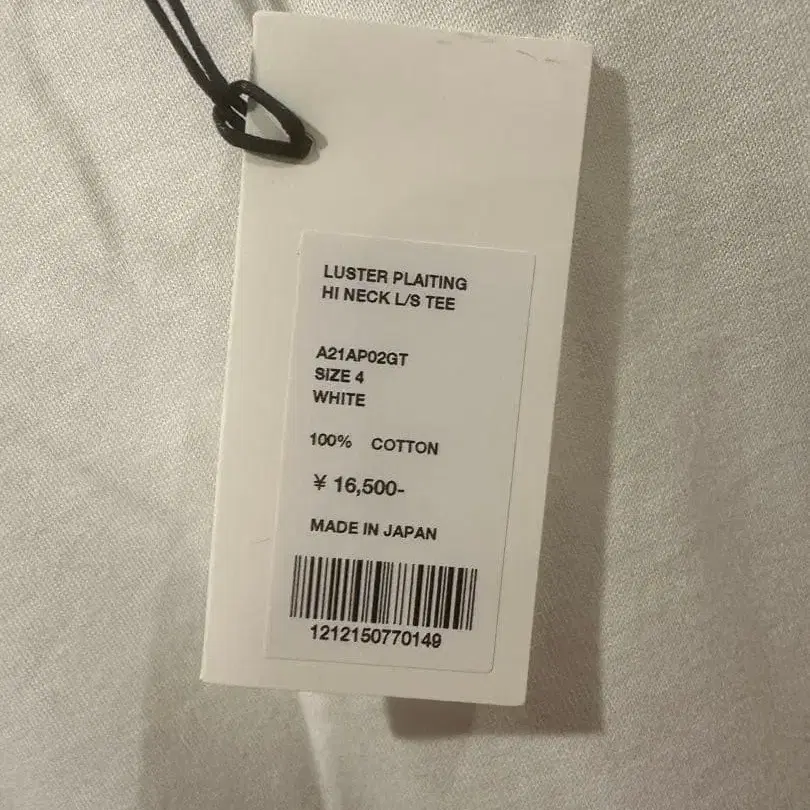 LUSTER PLAITING
HI NECK L/S TEE
A21AP02GT
SIZE 4
WHITE
100% COTTON
¥ 16,500-
MADE IN JAPAN
1212150770149